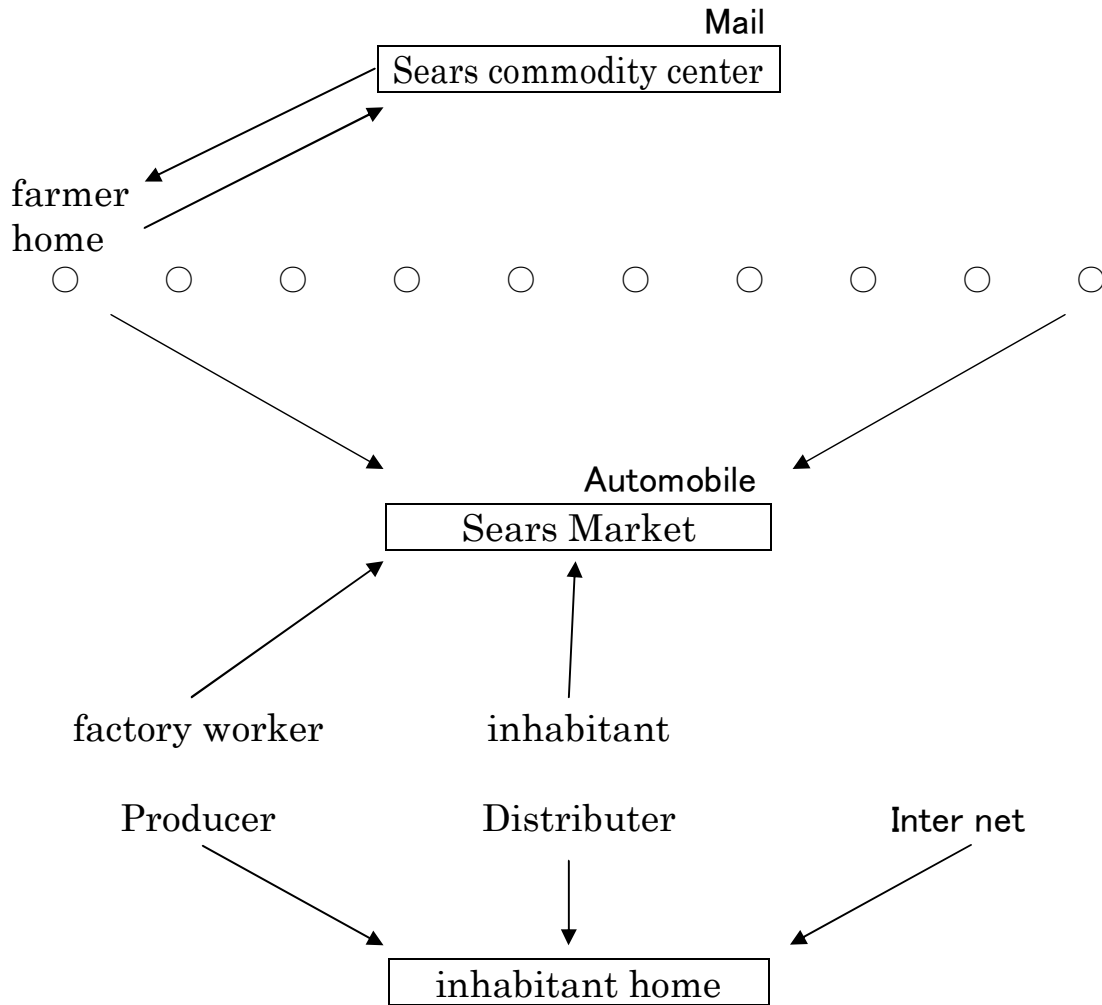 Mail
Sears commodity center
farmer
home
Automobile
Sears Market
factory worker
inhabitant
Producer
Distributer
Inter net
inhabitant home